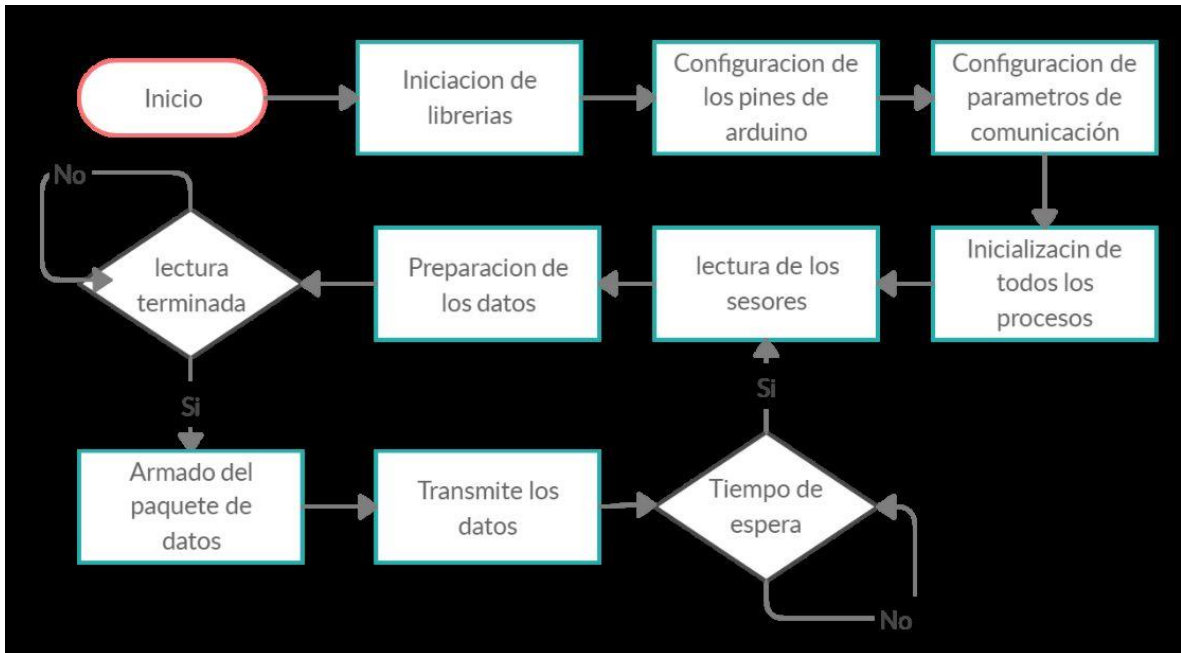 Inicio
Iniciacion de
librerias
Configuracion de
los pines de
arduino
Configuracion de
parametros de
comunicación
Inicializacin de
todos los
procesos
lectura de los
sesores
Preparacion de
los datos
lectura
terminada
No
Si
Armado del
paquete de
datos
Transmite los
datos
Tiempo de
espera
Si
No